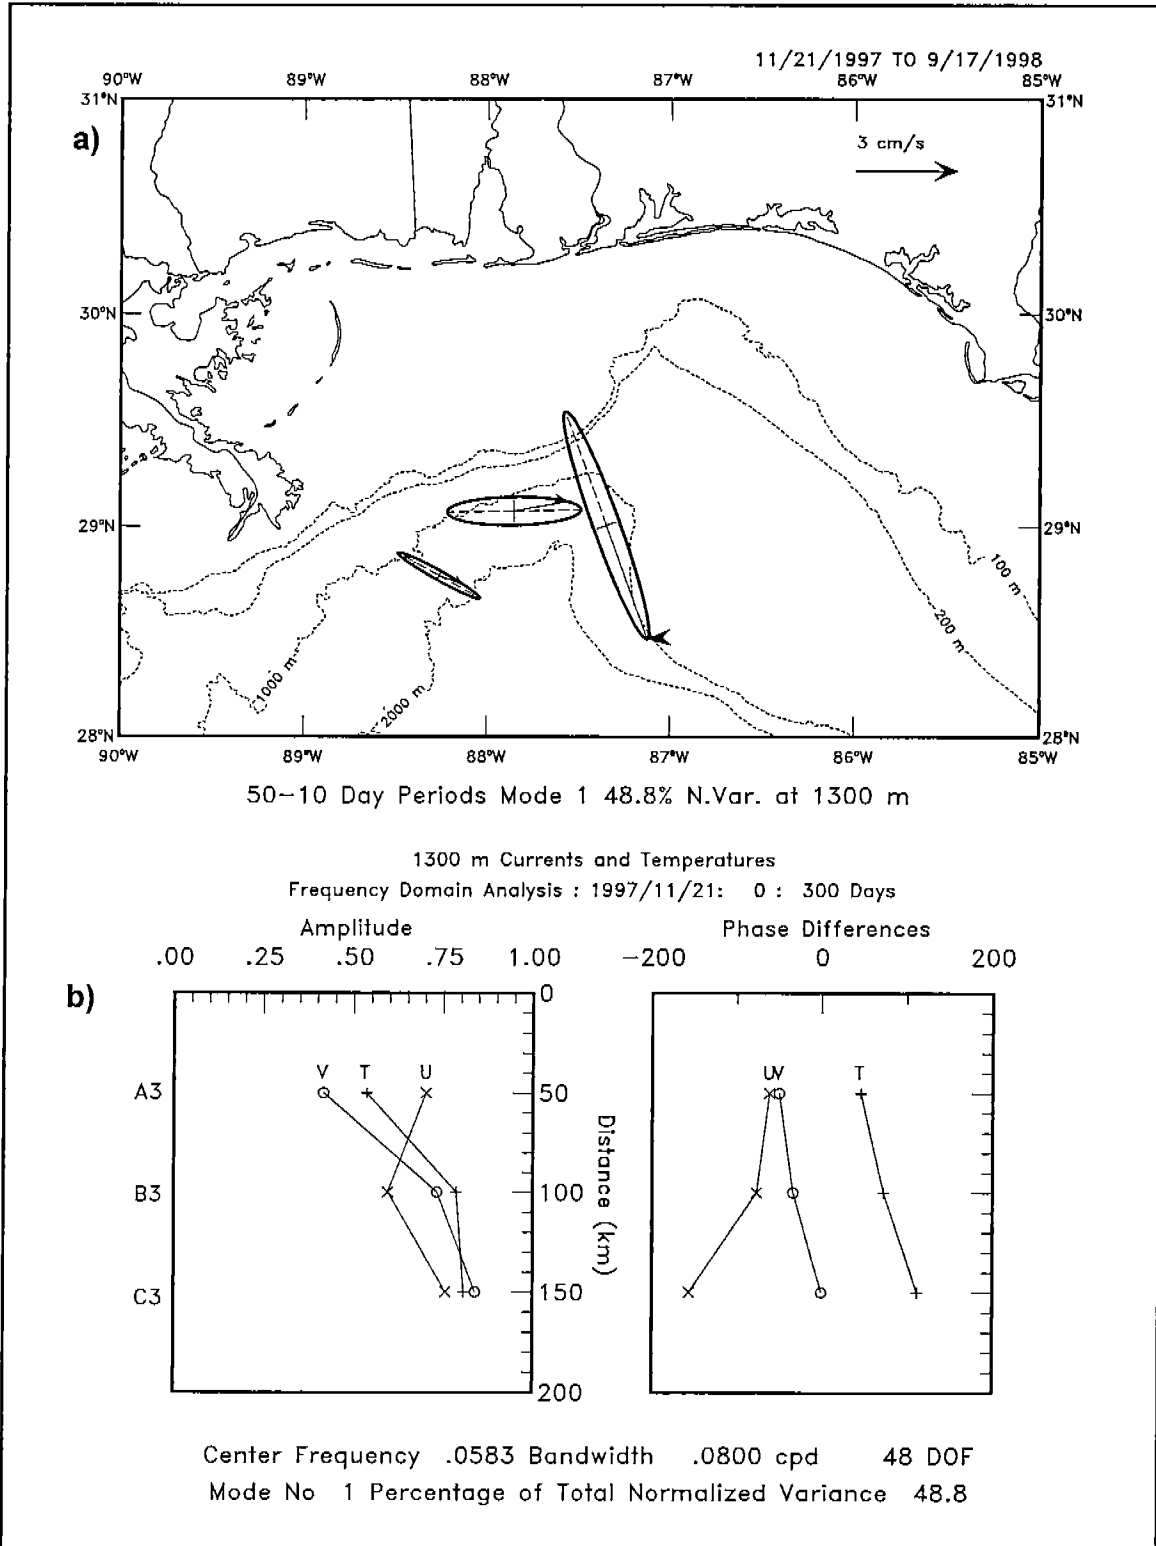 11/21/1997 TO 9/17/1998
90°W 89°W 88°W 87°W 86°W 85°W
31°N 31°N
a)
3 cm/s
30°N 30°N
29°N 29°N
100 m
200 m
1000 m
2000 m
28°N 28°N
90°W 89°W 88°W 87°W 86°W 85°W
50-10 Day Periods Mode 1 48.8% N.Var. at 1300 m
1300 m Currents and Temperatures
Frequency Domain Analysis : 1997/11/21: 0 : 300 Days
Amplitude Phase Differences
.00 .25 .50 .75 1.00 -200 0 200
b)
0
V T U U V T
A3 50
B3 100
Distance (km)
C3 150
200
Center Frequency .0583 Bandwidth .0800 cpd 48 DOF
Mode No 1 Percentage of Total Normalized Variance 48.8